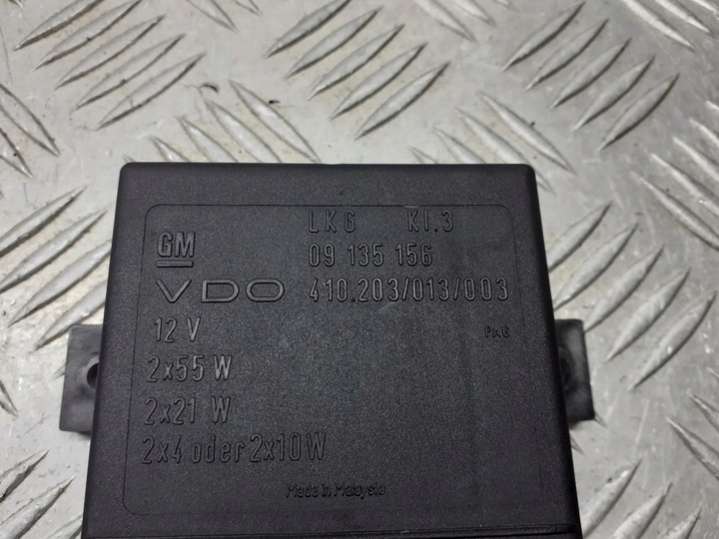 LKG KI.3
GM 09 135 156
VDO 410.203/013/003
12 V
2x55 W
2x21 W
2x4 oder 2x10W
Made in Malaysia